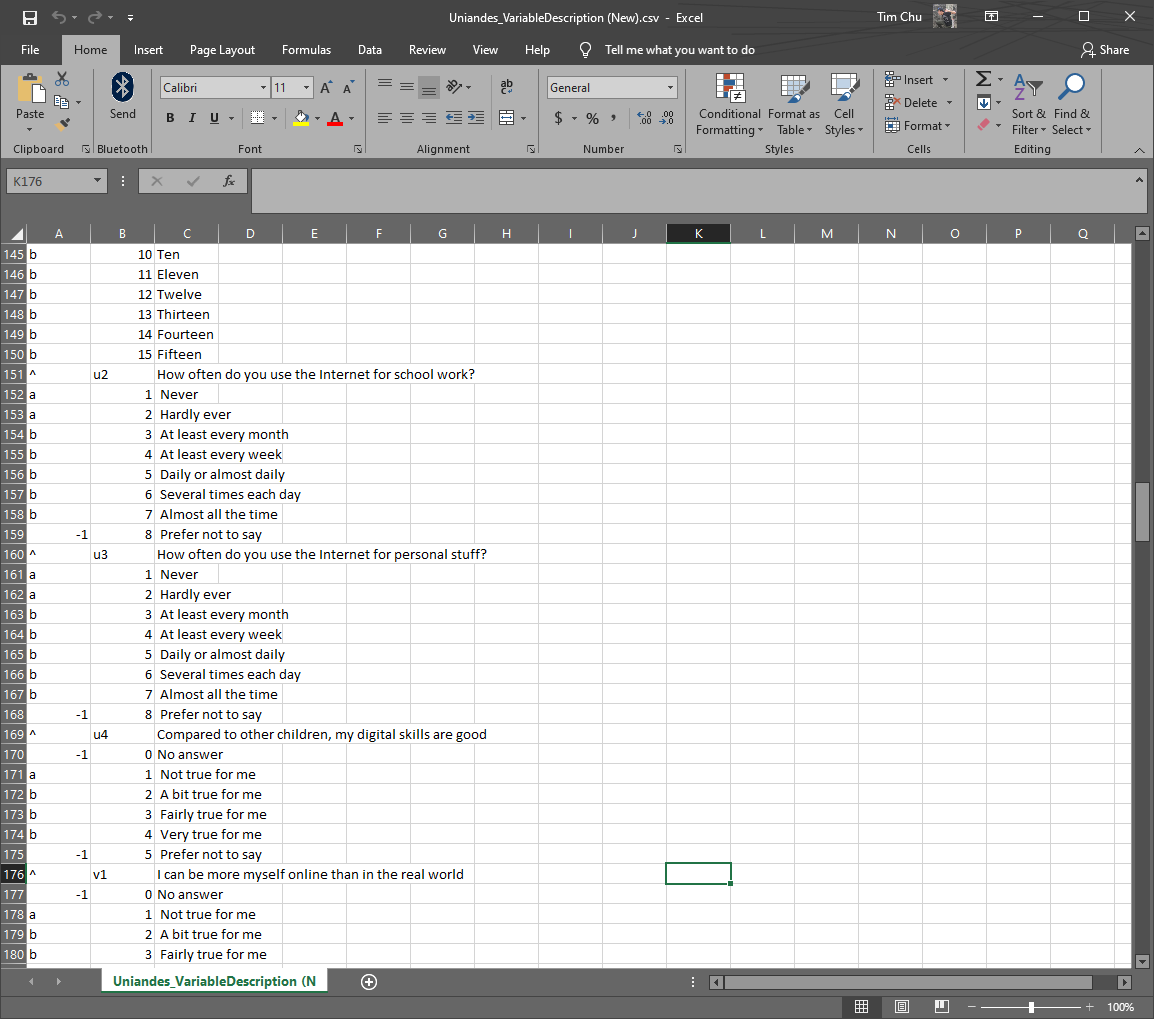 Uniandes_VariableDescription (New).csv - Excel
Tim Chu
File Home Insert Page Layout Formulas Data Review View Help Tell me what you want to do Share
Paste
Clipboard
Send
Bluetooth
Calibri 11
B I U
Font
Alignment
General
$ % ,
Number
Conditional Formatting
Format as Table
Cell Styles
Styles
Insert
Delete
Format
Cells
Sort & Filter
Find & Select
Editing
K176
fx
A B C D E F G H I J K L M N O P Q
145 b 10 Ten
146 b 11 Eleven
147 b 12 Twelve
148 b 13 Thirteen
149 b 14 Fourteen
150 b 15 Fifteen
151 ^ u2 How often do you use the Internet for school work?
152 a 1 Never
153 a 2 Hardly ever
154 b 3 At least every month
155 b 4 At least every week
156 b 5 Daily or almost daily
157 b 6 Several times each day
158 b 7 Almost all the time
159 -1 8 Prefer not to say
160 ^ u3 How often do you use the Internet for personal stuff?
161 a 1 Never
162 a 2 Hardly ever
163 b 3 At least every month
164 b 4 At least every week
165 b 5 Daily or almost daily
166 b 6 Several times each day
167 b 7 Almost all the time
168 -1 8 Prefer not to say
169 ^ u4 Compared to other children, my digital skills are good
170 -1 0 No answer
171 a 1 Not true for me
172 b 2 A bit true for me
173 b 3 Fairly true for me
174 b 4 Very true for me
175 -1 5 Prefer not to say
176 ^ v1 I can be more myself online than in the real world
177 -1 0 No answer
178 a 1 Not true for me
179 b 2 A bit true for me
180 b 3 Fairly true for me
Uniandes_VariableDescription (N
100%